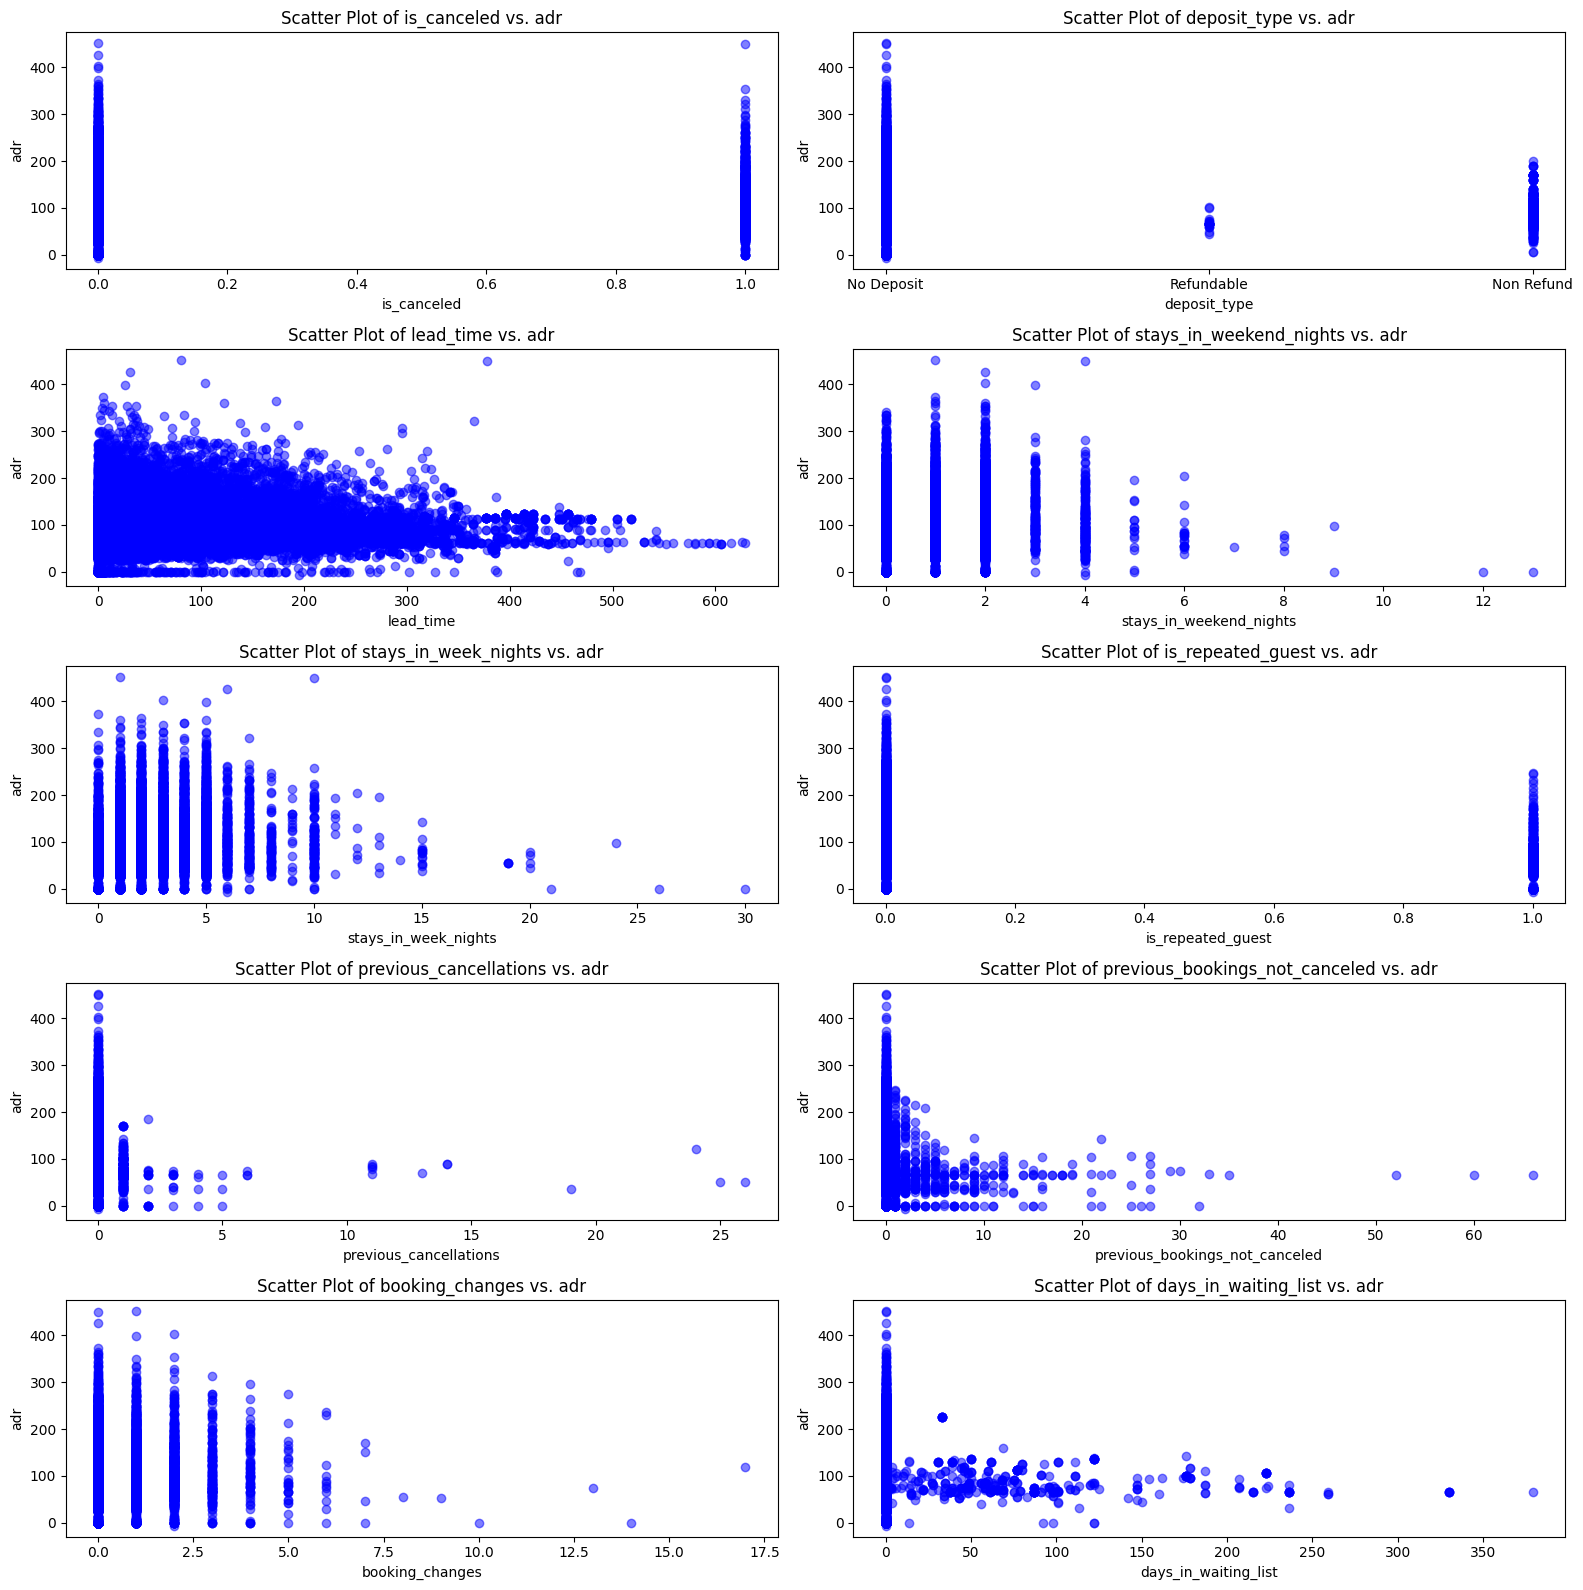 Scatter Plot of is_canceled vs. adr
adr
400
300
200
100
0
0.0 0.2 0.4 0.6 0.8 1.0
is_canceled
Scatter Plot of deposit_type vs. adr
adr
400
300
200
100
0
No Deposit Refundable Non Refund
deposit_type
Scatter Plot of lead_time vs. adr
adr
400
300
200
100
0
0 100 200 300 400 500 600
lead_time
Scatter Plot of stays_in_weekend_nights vs. adr
adr
400
300
200
100
0
0 2 4 6 8 10 12
stays_in_weekend_nights
Scatter Plot of stays_in_week_nights vs. adr
adr
400
300
200
100
0
0 5 10 15 20 25 30
stays_in_week_nights
Scatter Plot of is_repeated_guest vs. adr
adr
400
300
200
100
0
0.0 0.2 0.4 0.6 0.8 1.0
is_repeated_guest
Scatter Plot of previous_cancellations vs. adr
adr
400
300
200
100
0
0 5 10 15 20 25
previous_cancellations
Scatter Plot of previous_bookings_not_canceled vs. adr
adr
400
300
200
100
0
0 10 20 30 40 50 60
previous_bookings_not_canceled
Scatter Plot of booking_changes vs. adr
adr
400
300
200
100
0
0.0 2.5 5.0 7.5 10.0 12.5 15.0 17.5
booking_changes
Scatter Plot of days_in_waiting_list vs. adr
adr
400
300
200
100
0
0 50 100 150 200 250 300 350
days_in_waiting_list